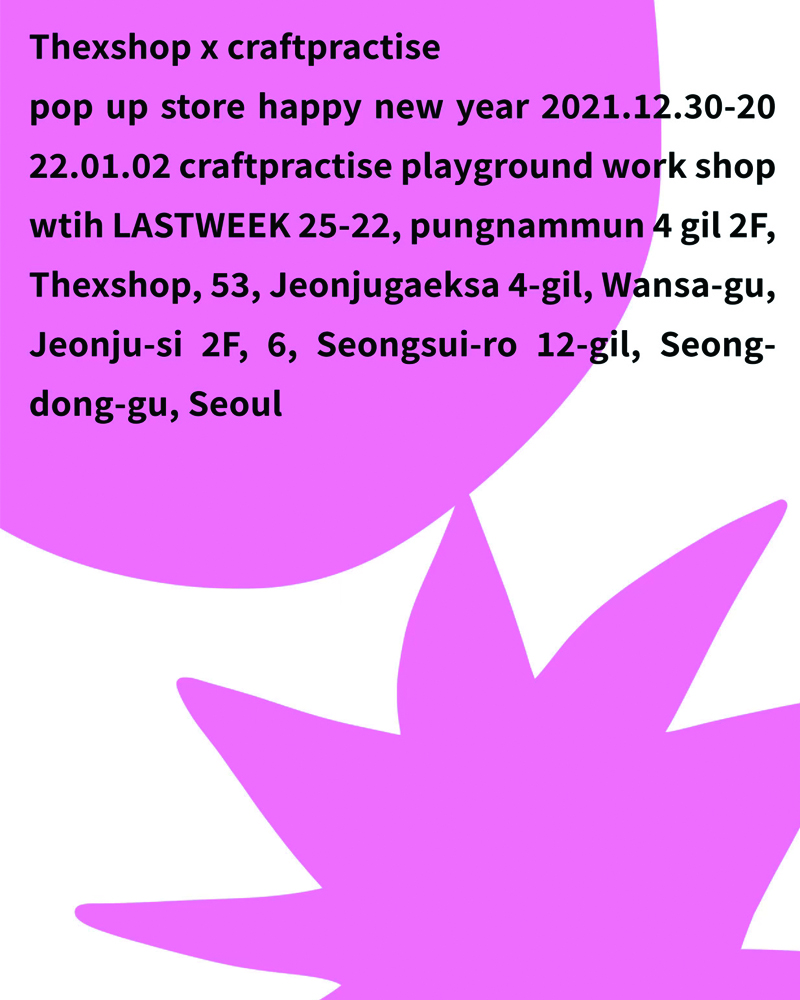 Thexshop x craftpractise
pop up store happy new year 2021.12.30-20
22.01.02 craftpractise playground work shop
wtih LASTWEEK 25-22, pungnammun 4 gil 2F,
Thexshop, 53, Jeonjugaeksa 4-gil, Wansa-gu,
Jeonju-si 2F, 6, Seongsui-ro 12-gil, Seong-
dong-gu, Seoul